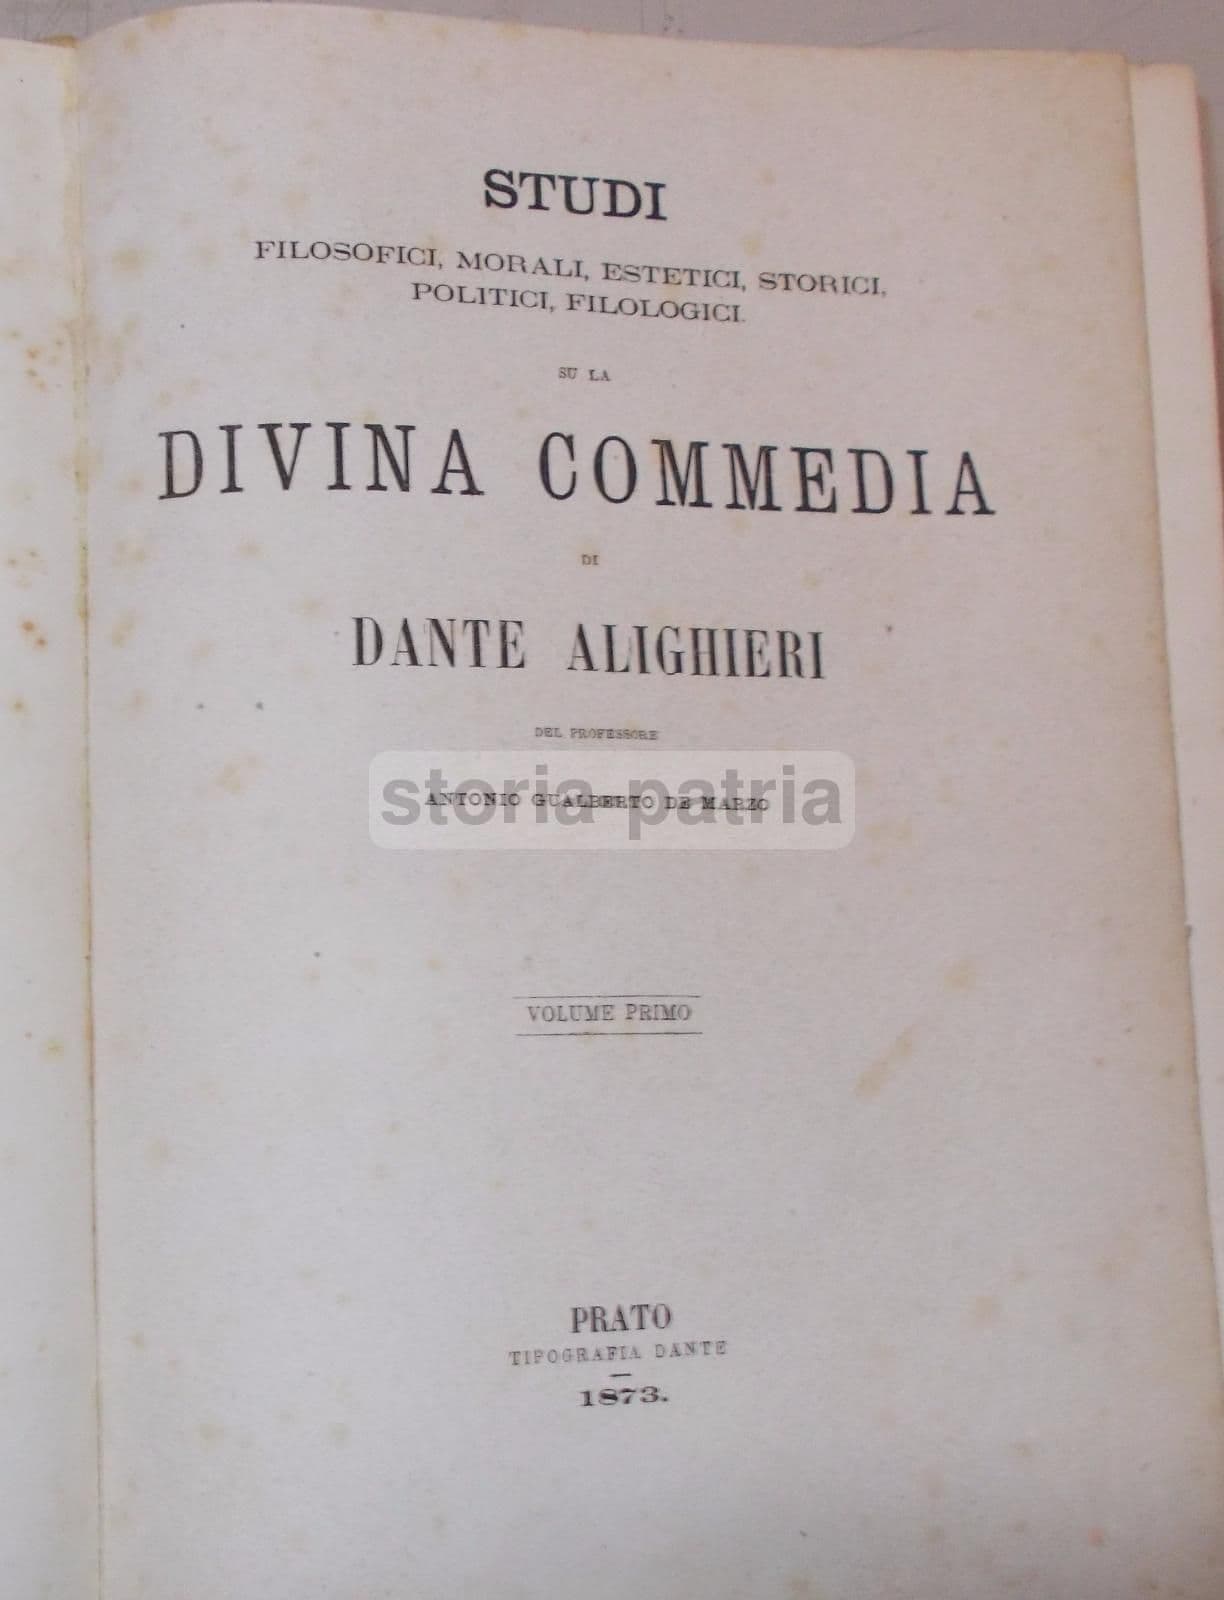 STUDI
FILOSOFICI, MORALI, ESTETICI, STORICI,
POLITICI, FILOLOGICI.
SU LA
DIVINA COMMEDIA
DI
DANTE ALIGHIERI
DEL PROFESSORE
ANTONIO GUALBERTO DE MARZO
storia-patria
VOLUME PRIMO
PRATO
TIPOGRAFIA DANTE
1873.